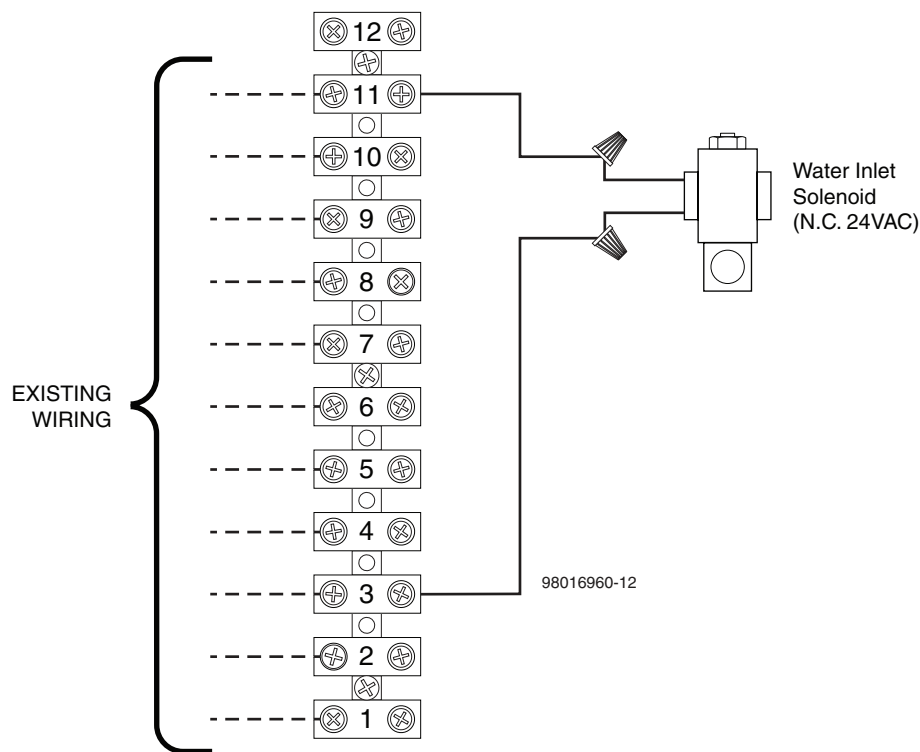 12
11
10
9
8
7
6
5
4
3
2
1
EXISTING
WIRING
Water Inlet
Solenoid
(N.C. 24VAC)
98016960-12